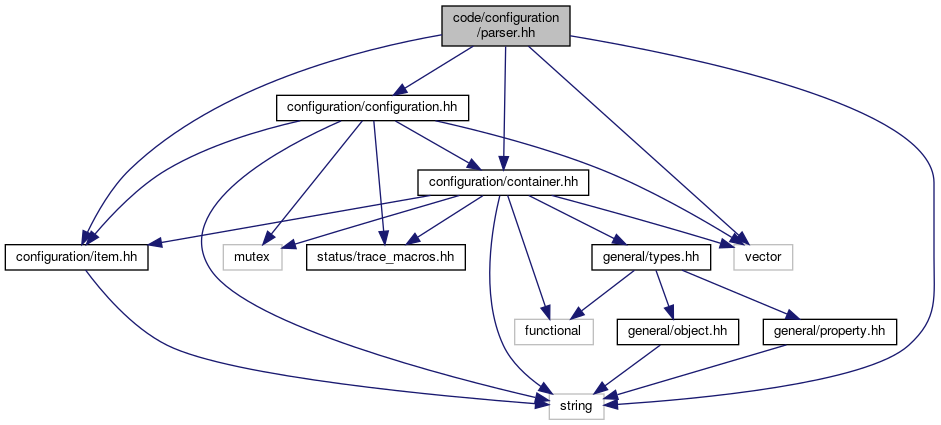 code/configuration
/parser.hh
configuration/configuration.hh
configuration/container.hh
configuration/item.hh
mutex
status/trace_macros.hh
general/types.hh
vector
functional
general/object.hh
general/property.hh
string